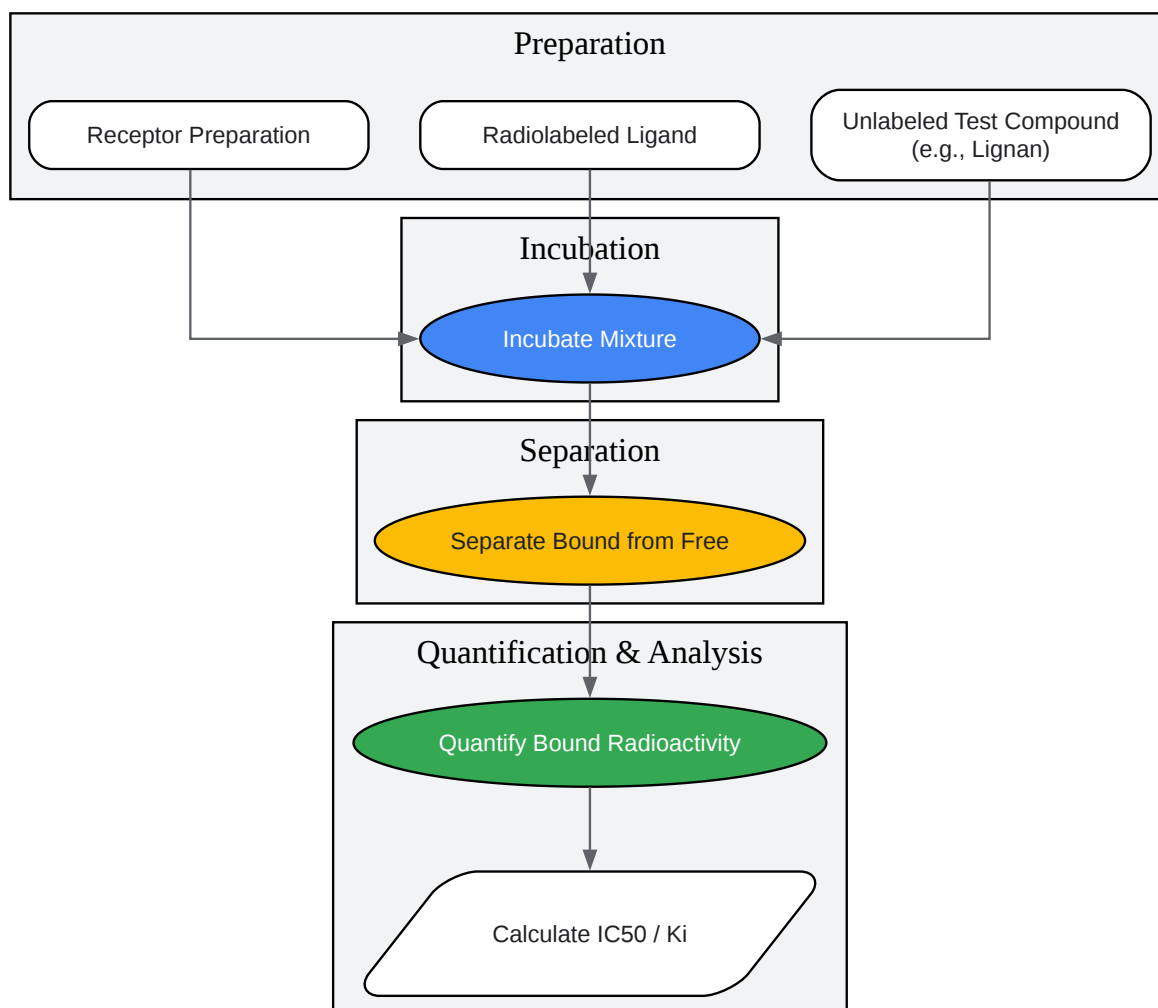 Preparation
Receptor Preparation
Radiolabeled Ligand
Unlabeled Test Compound
(e.g., Lignan)
Incubation
Incubate Mixture
Separation
Separate Bound from Free
Quantification & Analysis
Quantify Bound Radioactivity
Calculate IC50 / Ki